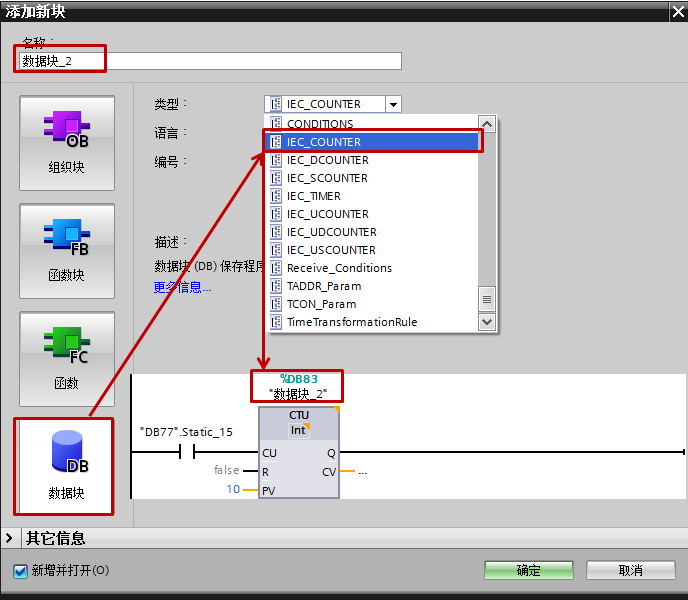 添加新块
名称：
数据块_2
OB
组织块
FB
函数块
FC
函数
DB
数据块
类型：
IEC_COUNTER
语言：
编号：
CONDITIONS
IEC_COUNTER
IEC_DCOUNTER
IEC_SCOUNTER
IEC_TIMER
IEC_UCOUNTER
IEC_UDCOUNTER
IEC_USCOUNTER
Receive_Conditions
TADDR_Param
TCON_Param
TimeTransformationRule
描述：
数据块 (DB) 保存程序
更多信息...
%DB83
"数据块_2"
CTU
Int
"DB77".Static_15
CU
Q
false
R
CV
...
10
PV
其它信息
新增并打开(O)
确定
取消